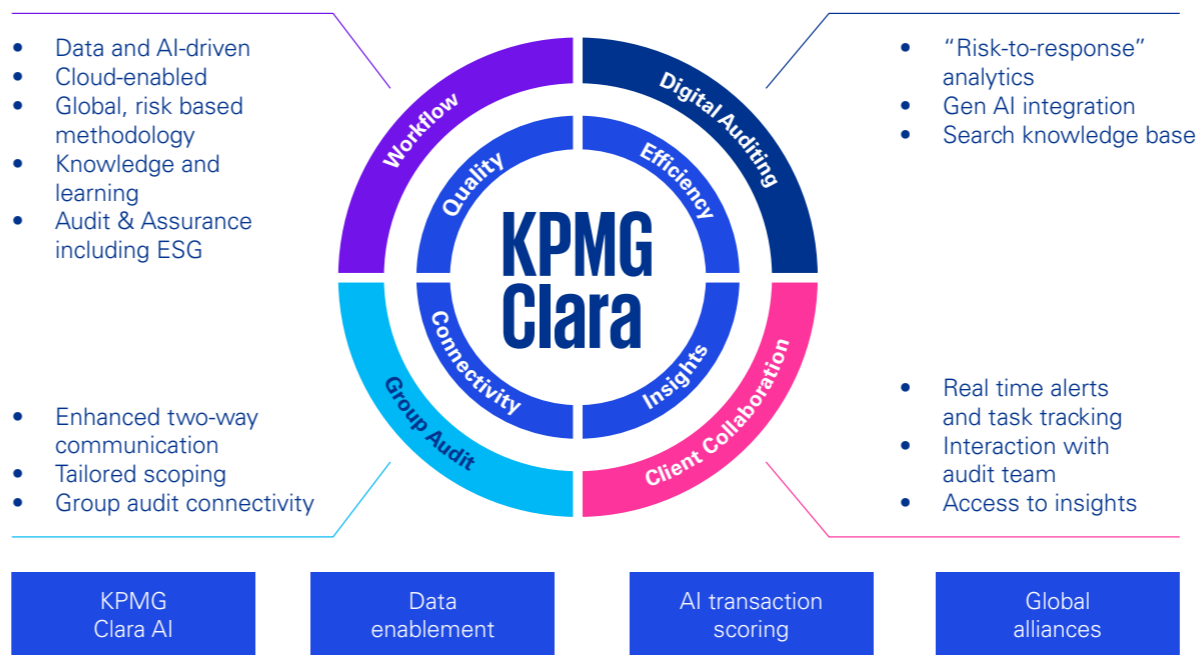 • Data and AI-driven
• Cloud-enabled
• Global, risk based
methodology
• Knowledge and
learning
• Audit & Assurance
including ESG
• “Risk-to-response”
analytics
• Gen AI integration
• Search knowledge base
Workflow
Digital Auditing
Quality
Efficiency
KPMG
Clara
Connectivity
Insights
Group Audit
Client Collaboration
• Enhanced two-way
communication
• Tailored scoping
• Group audit connectivity
• Real time alerts
and task tracking
• Interaction with
audit team
• Access to insights
KPMG
Clara AI
Data
enablement
AI transaction
scoring
Global
alliances